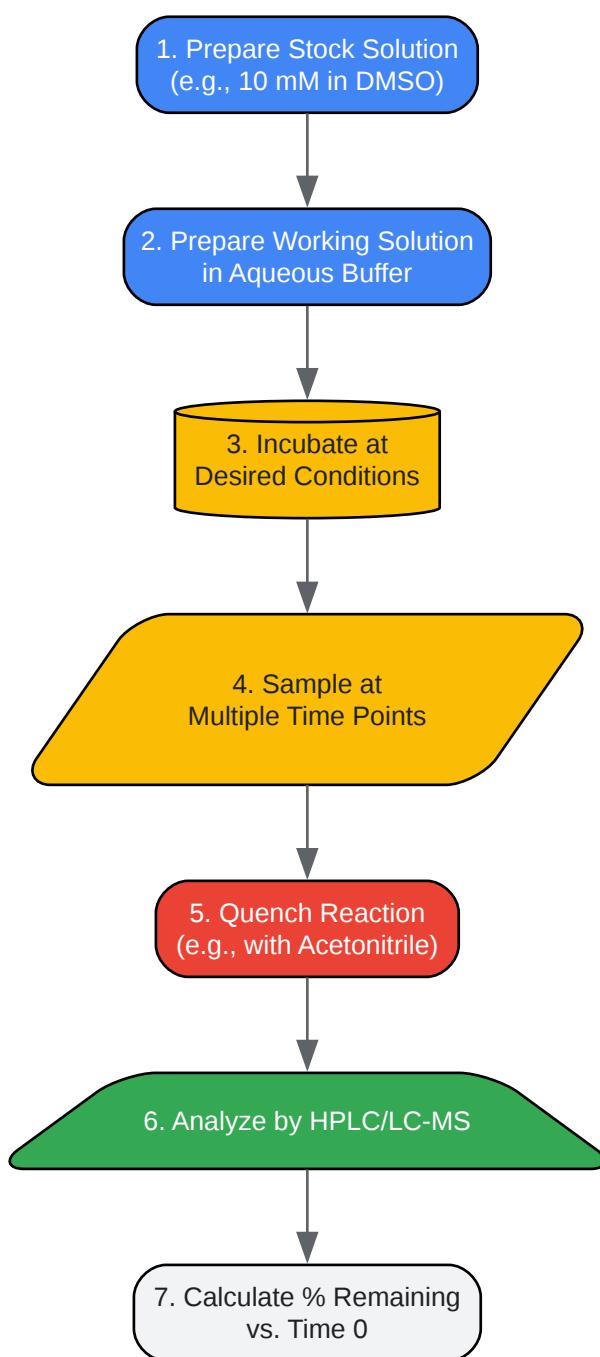 1. Prepare Stock Solution
(e.g., 10 mM in DMSO)
2. Prepare Working Solution
in Aqueous Buffer
3. Incubate at
Desired Conditions
4. Sample at
Multiple Time Points
5. Quench Reaction
(e.g., with Acetonitrile)
6. Analyze by HPLC/LC-MS
7. Calculate % Remaining
vs. Time 0